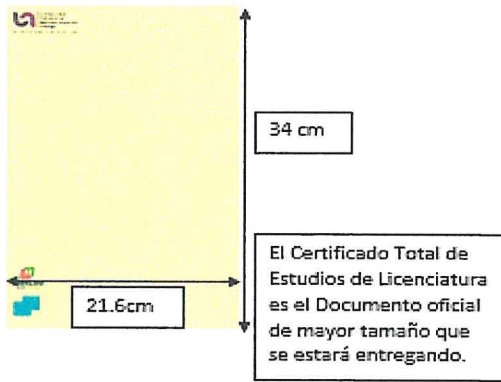 34 cm
El Certificado Total de
Estudios de Licenciatura
es el Documento oficial
de mayor tamaño que
se estará entregando.
21.6cm